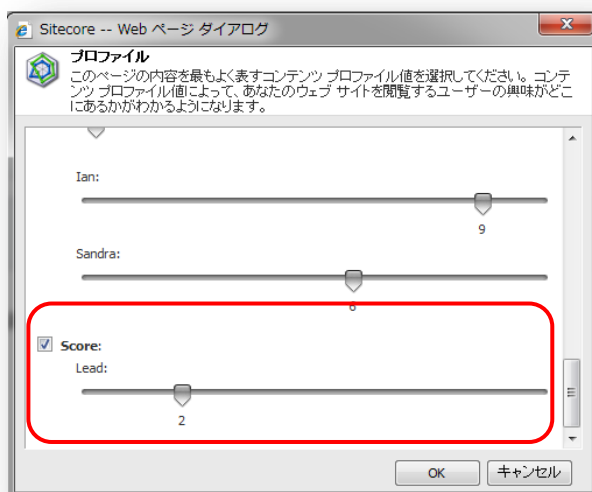 Sitecore -- Web ページ ダイアログ
プロファイル
このページの内容を最もよく表すコンテンツ プロファイル値を選択してください。コンテ
ンツ プロファイル値によって、あなたのウェブ サイトを閲覧するユーザーの興味がどこ
にあるかがわかるようになります。
Ian:
9
Sandra:
6
Score:
Lead:
2
OK キャンセル